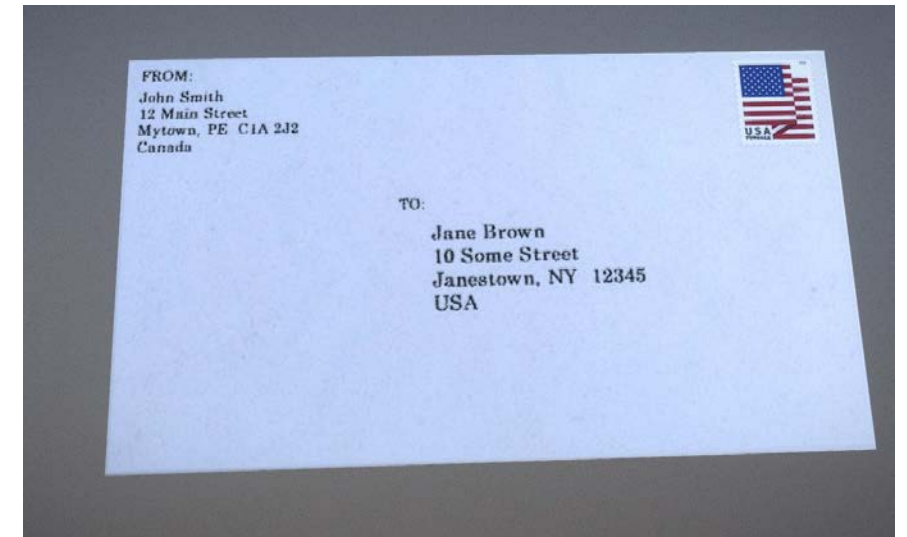 FROM:
John Smith
12 Main Street
Mytown, PE C1A 2J2
Canada
USA
TO:
Jane Brown
10 Some Street
Janestown, NY 12345
USA